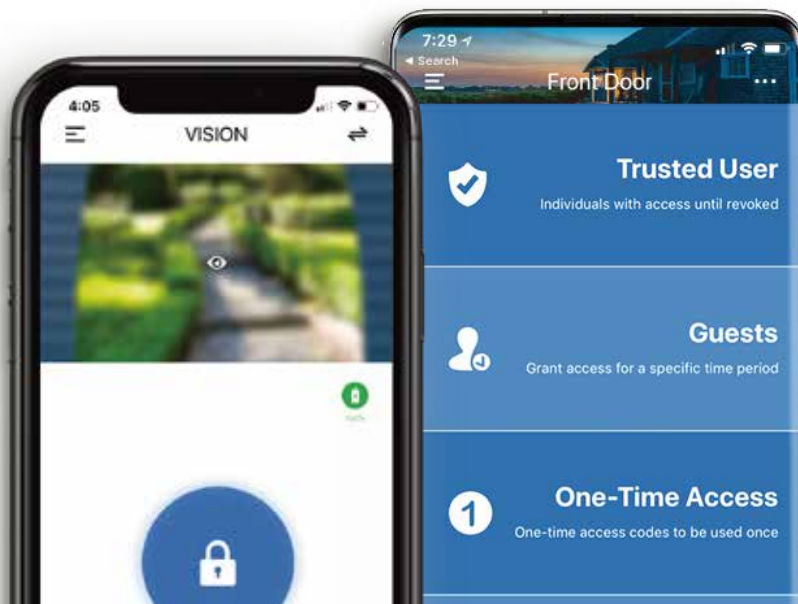 4:05
VISION
7:29
Search
Front Door
Trusted User
Individuals with access until revoked
Guests
Grant access for a specific time period
1
One-Time Access
One-time access codes to be used once